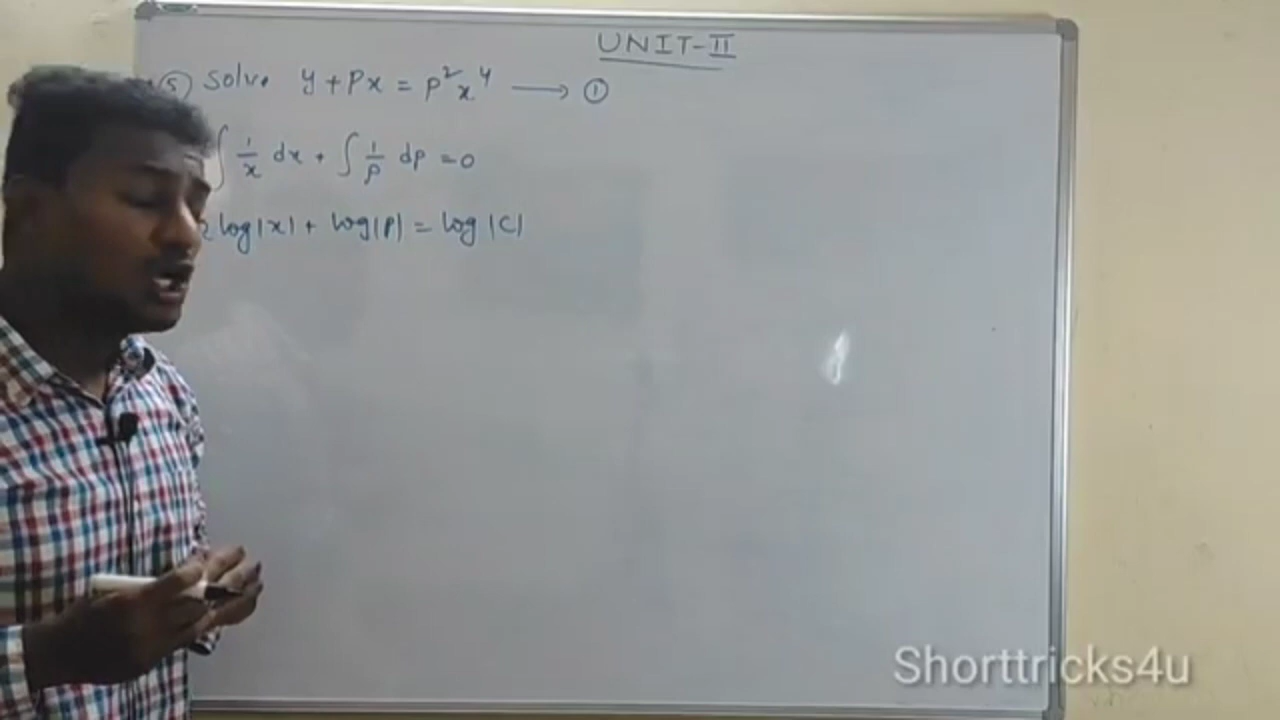 UNIT-II
5) Solve y + Px = p²x⁴ ⟶ ①
∫ 1/x dx + ∫ 1/p dp = 0
2 log|x| + log|p| = log |c|
Shorttricks4u